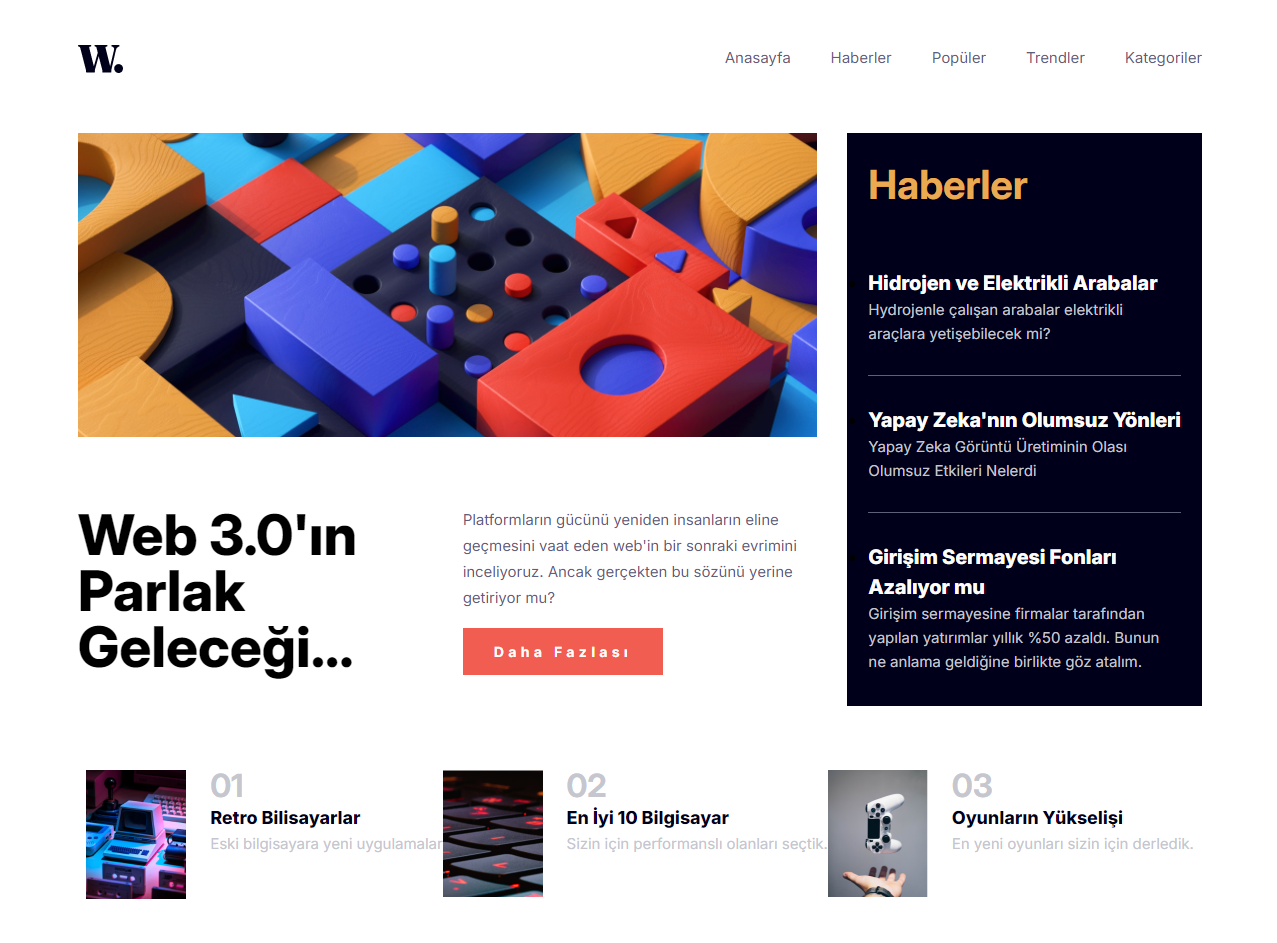 W.
Anasayfa Haberler Popüler Trendler Kategoriler
Haberler
Hidrojen ve Elektrikli Arabalar
Hydrojenle çalışan arabalar elektrikli
araçlara yetişebilecek mi?
Yapay Zeka'nın Olumsuz Yönleri
Yapay Zeka Görüntü Üretiminin Olası
Olumsuz Etkileri Nelerdi
Girişim Sermayesi Fonları
Azalıyor mu
Girişim sermayesine firmalar tarafından
yapılan yatırımlar yıllık %50 azaldı. Bunun
ne anlama geldiğine birlikte göz atalım.
Web 3.0'ın
Parlak
Geleceği...
Platformların gücünü yeniden insanların eline
geçmesini vaat eden web'in bir sonraki evrimini
inceliyoruz. Ancak gerçekten bu sözünü yerine
getiriyor mu?
Daha Fazlası
01
Retro Bilisayarlar
Eski bilgisayara yeni uygulamalar
02
En İyi 10 Bilgisayar
Sizin için performanslı olanları seçtik.
03
Oyunların Yükselişi
En yeni oyunları sizin için derledik.